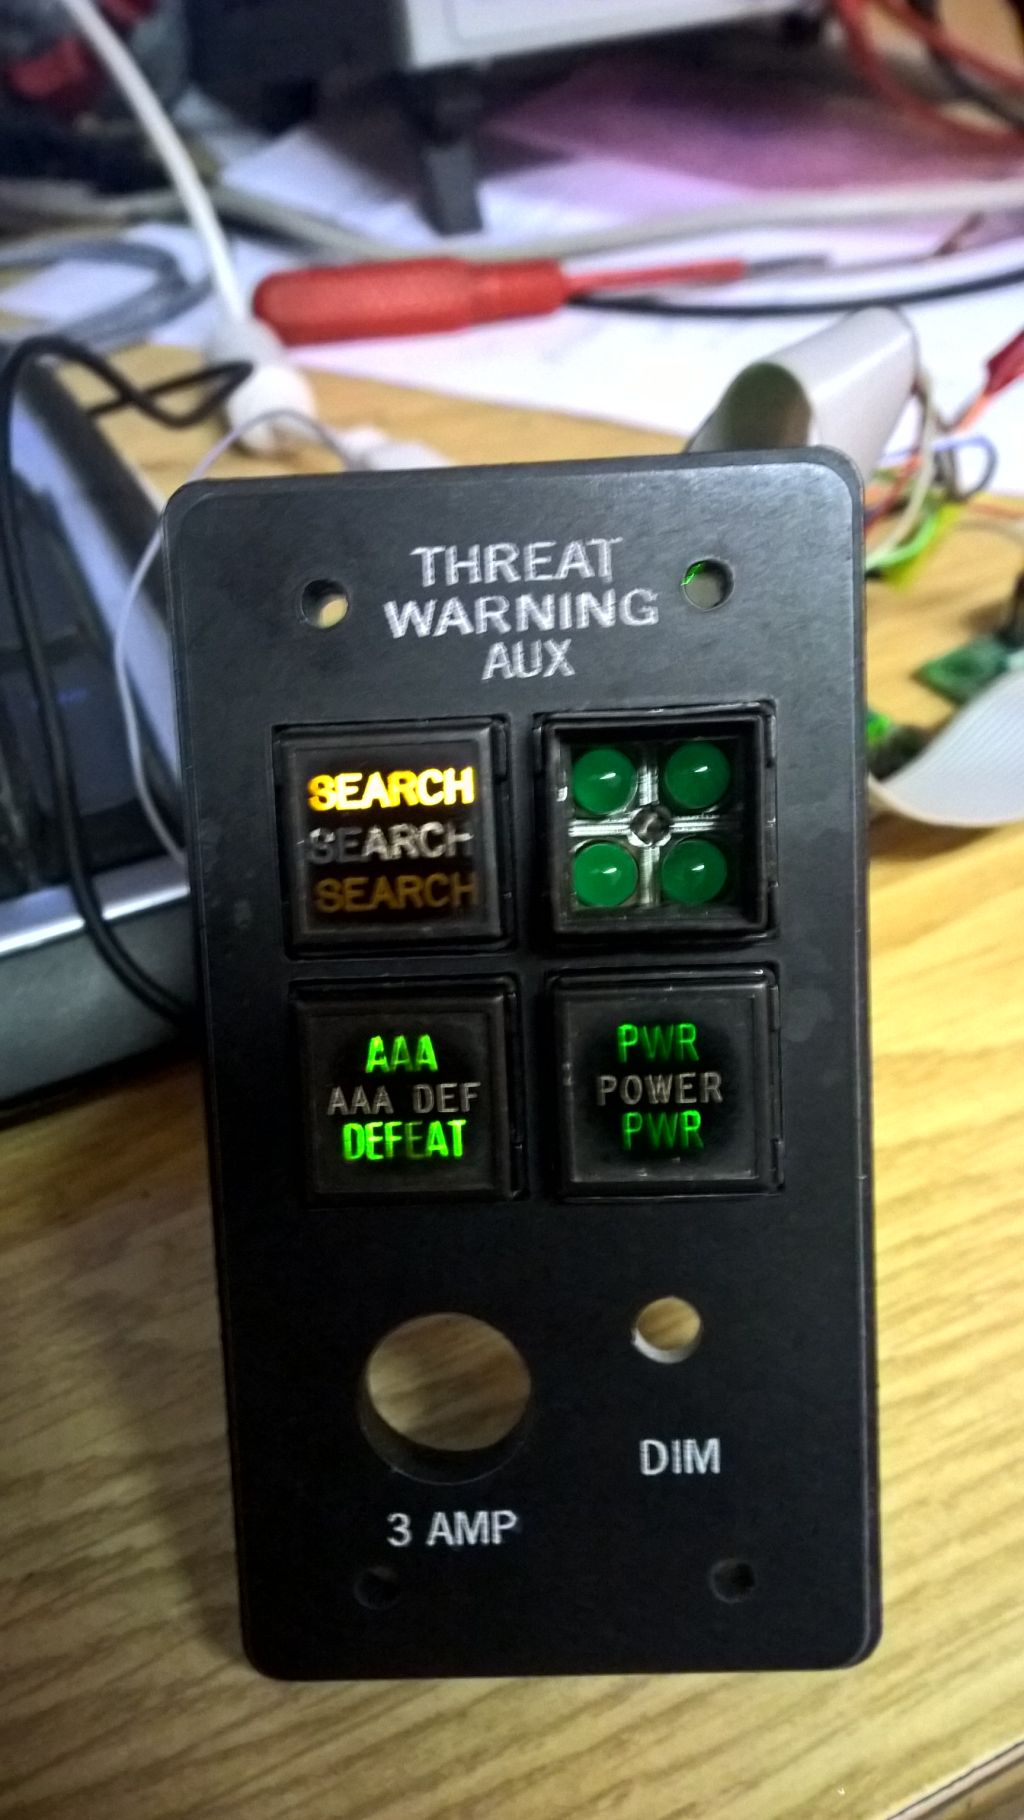 THREAT
WARNING
AUX
SEARCH
SEARCH
SEARCH
AAA
AAA DEF
DEFEAT
PWR
POWER
PWR
3 AMP
DIM